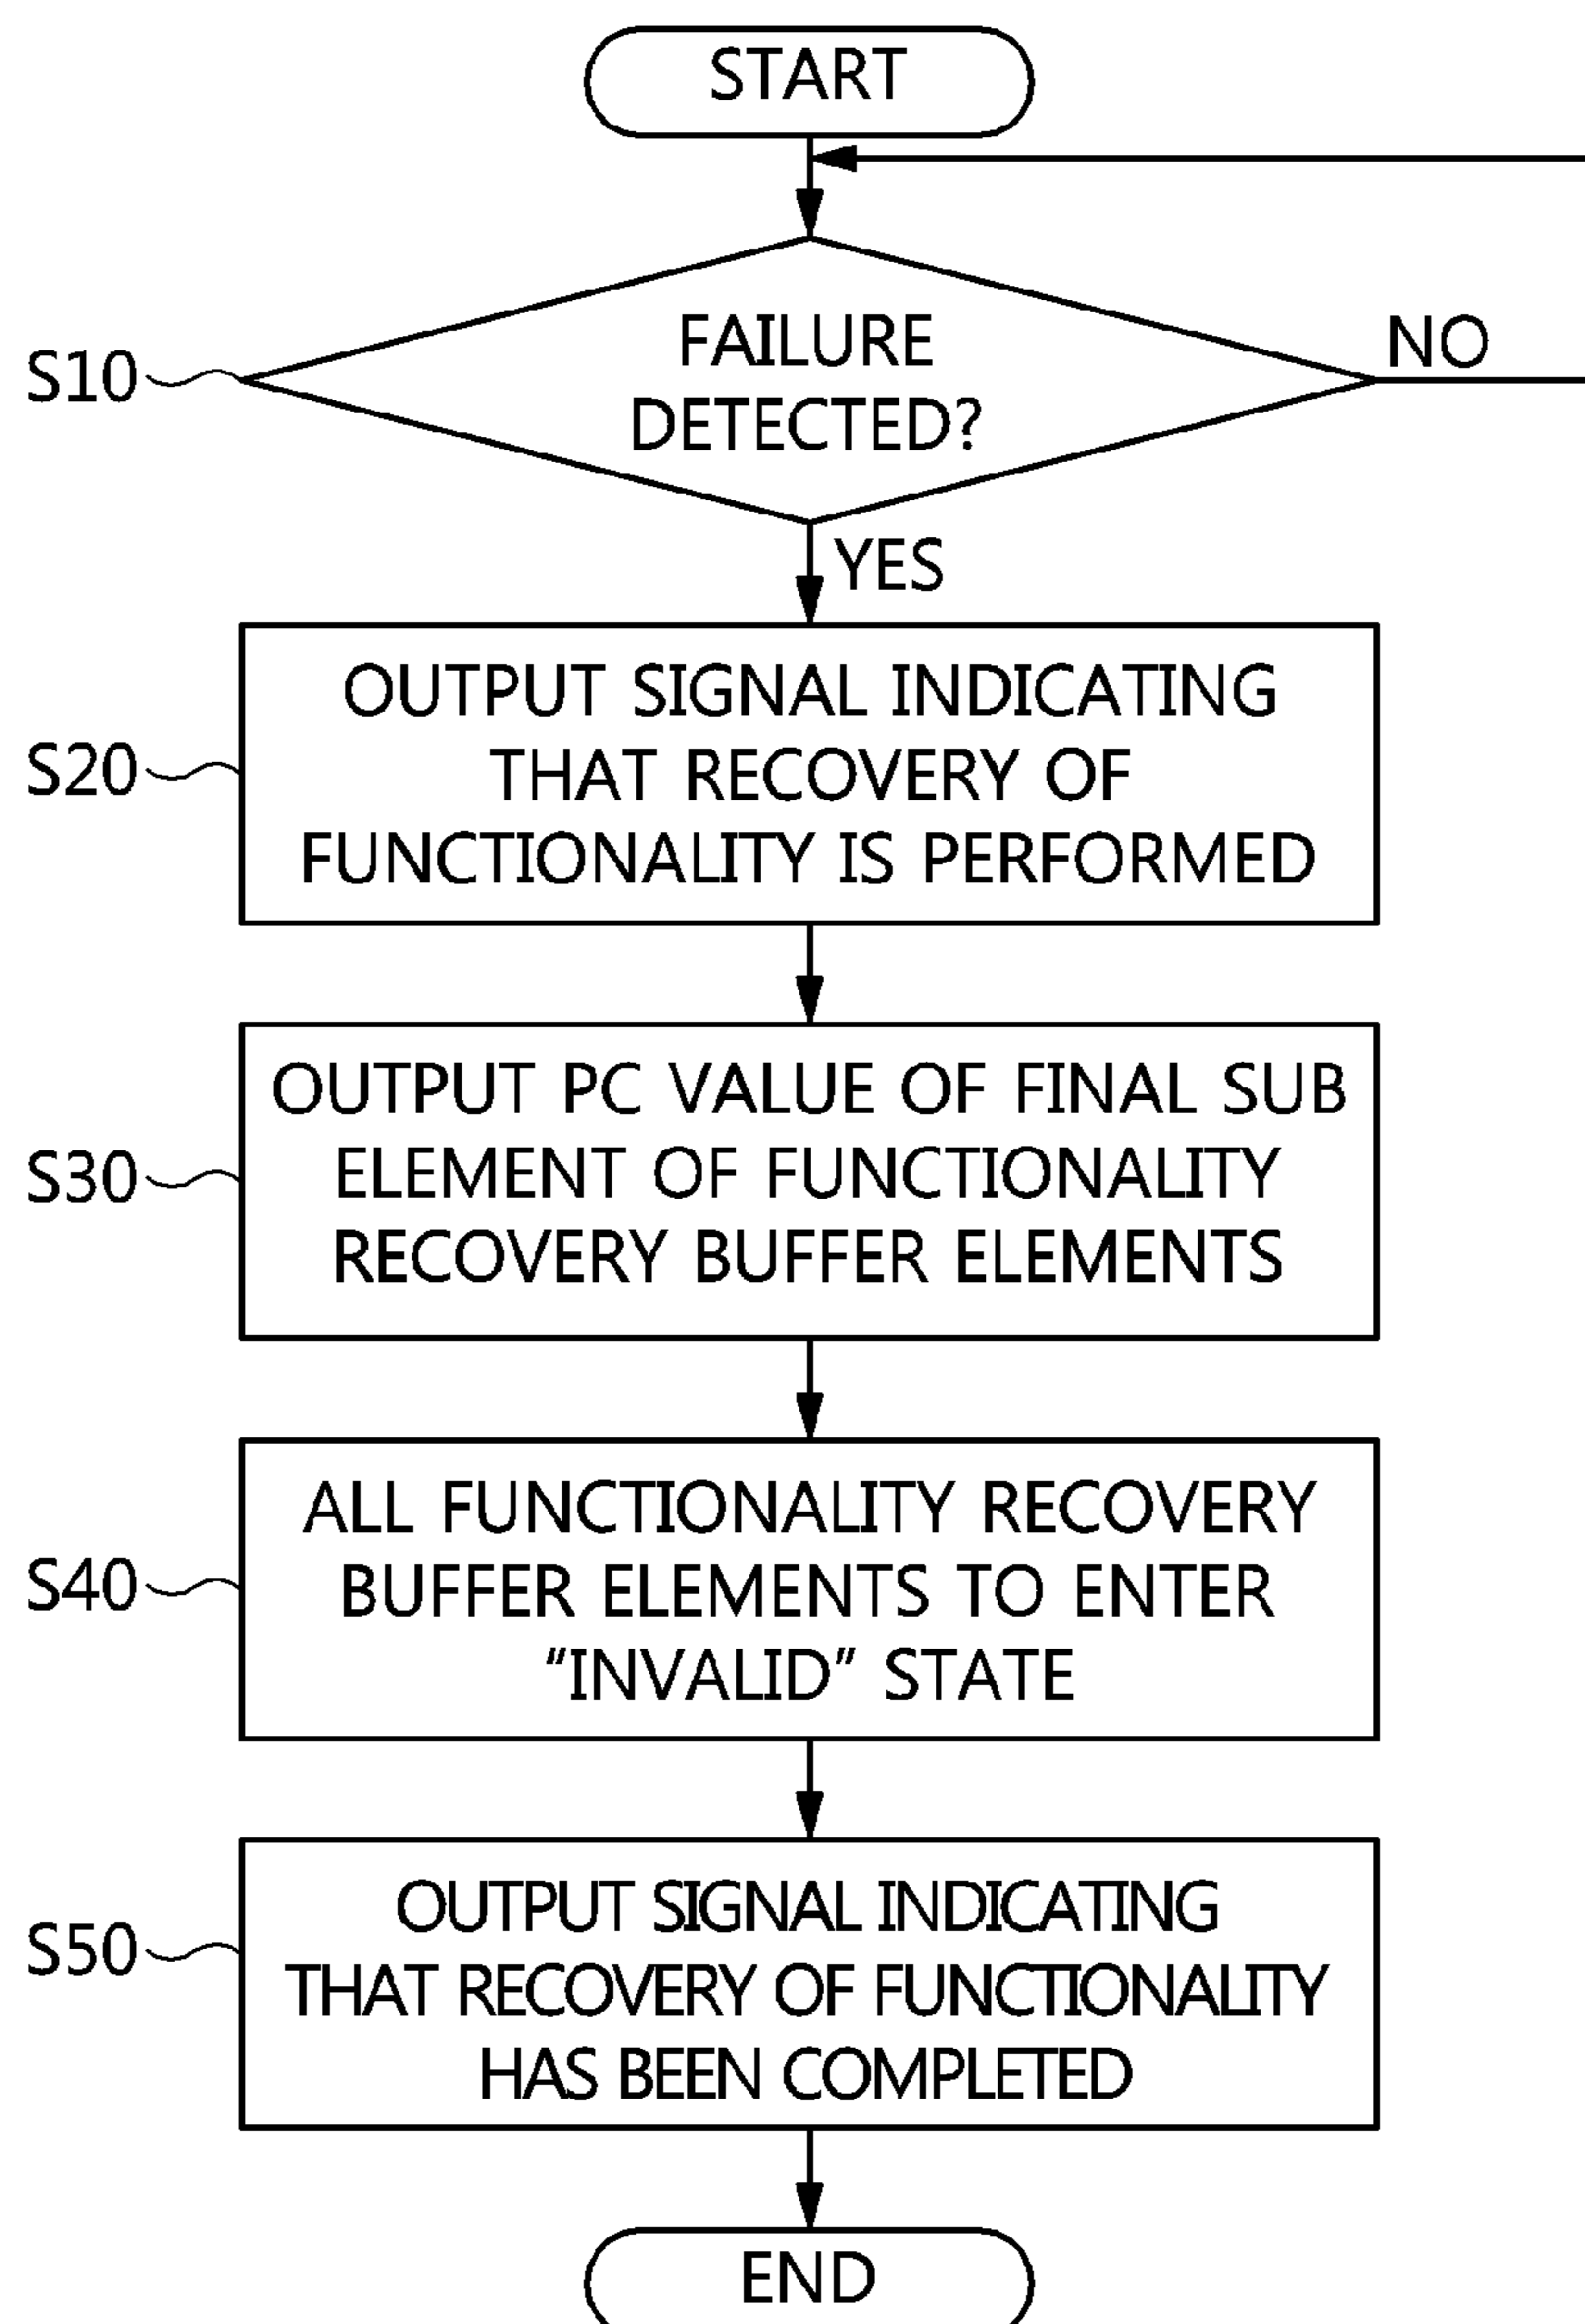 START
FAILURE
DETECTED?
S10
NO
YES
OUTPUT SIGNAL INDICATING
THAT RECOVERY OF
FUNCTIONALITY IS PERFORMED
S20
OUTPUT PC VALUE OF FINAL SUB
ELEMENT OF FUNCTIONALITY
RECOVERY BUFFER ELEMENTS
S30
ALL FUNCTIONALITY RECOVERY
BUFFER ELEMENTS TO ENTER
"INVALID" STATE
S40
OUTPUT SIGNAL INDICATING
THAT RECOVERY OF FUNCTIONALITY
HAS BEEN COMPLETED
S50
END